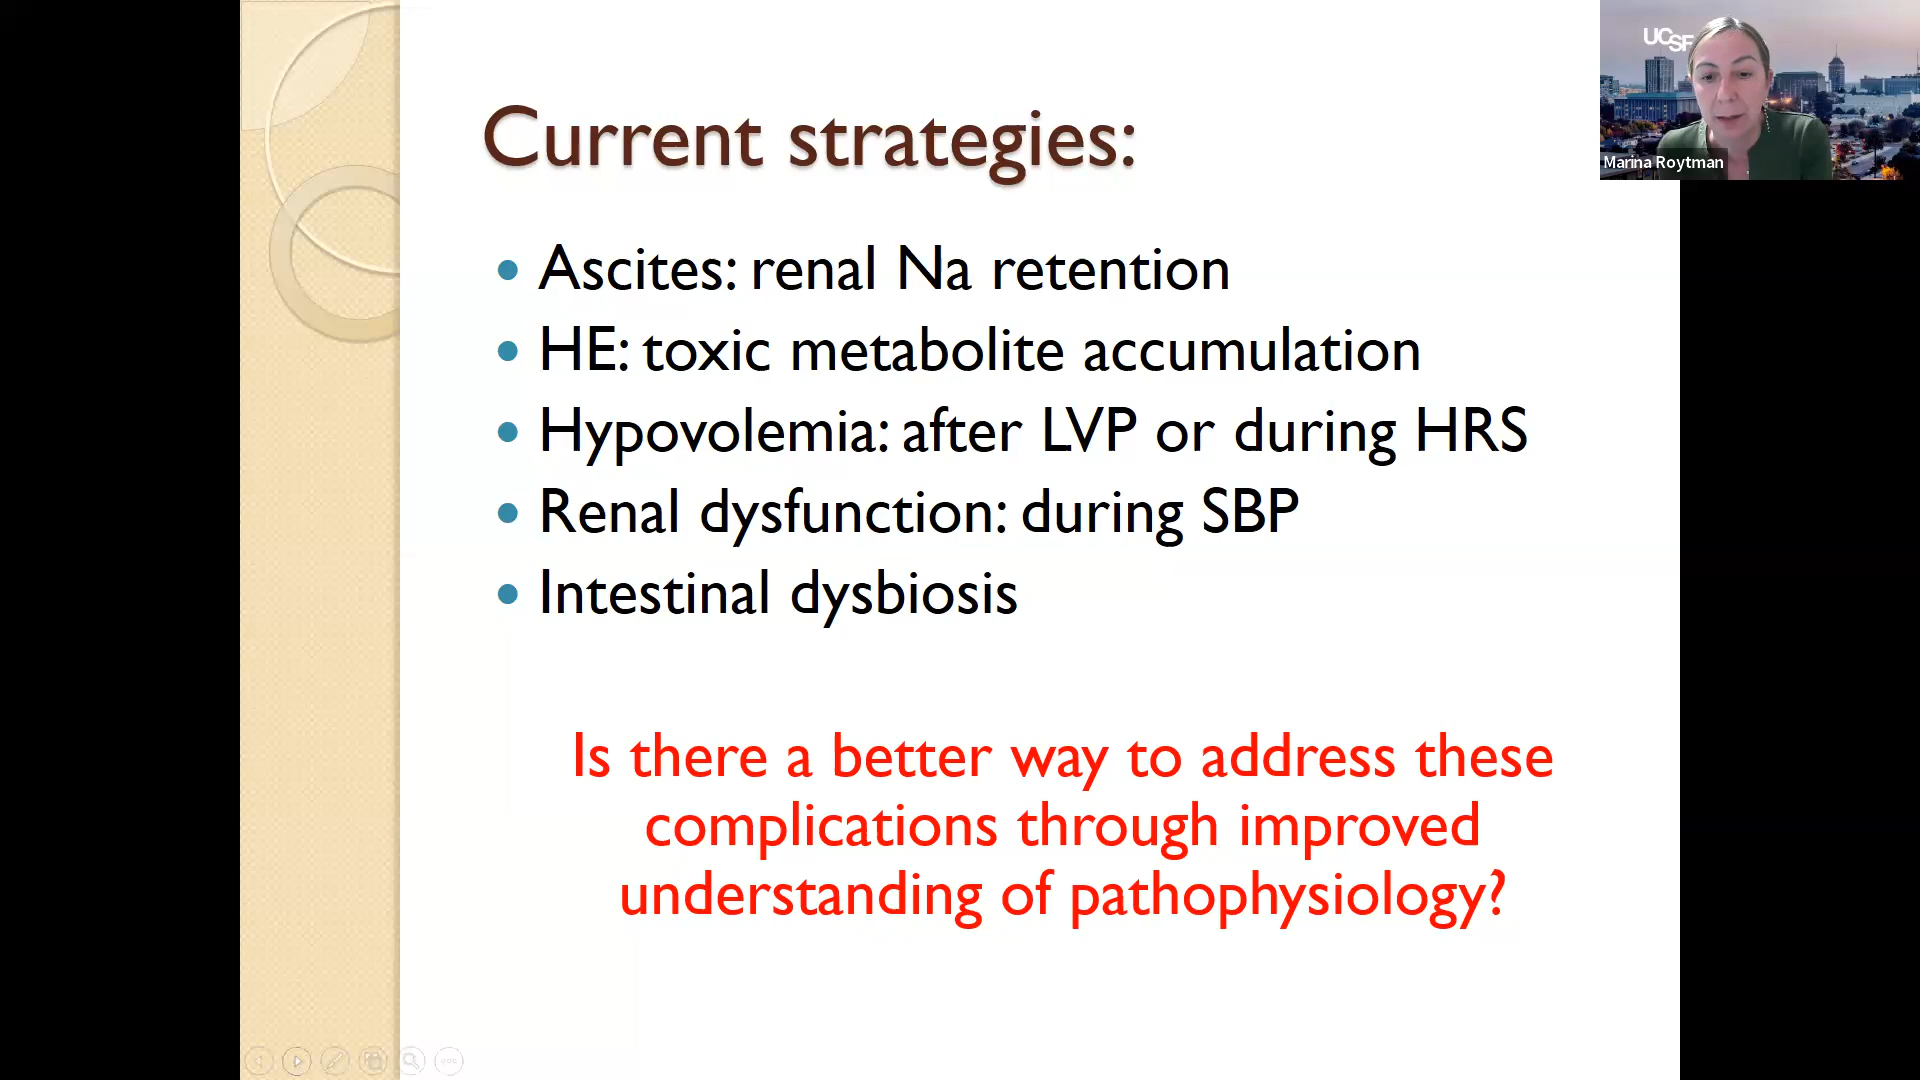 Current strategies:
• Ascites: renal Na retention
• HE: toxic metabolite accumulation
• Hypovolemia: after LVP or during HRS
• Renal dysfunction: during SBP
• Intestinal dysbiosis
Is there a better way to address these
complications through improved
understanding of pathophysiology?
UCSF
Marina Roytman